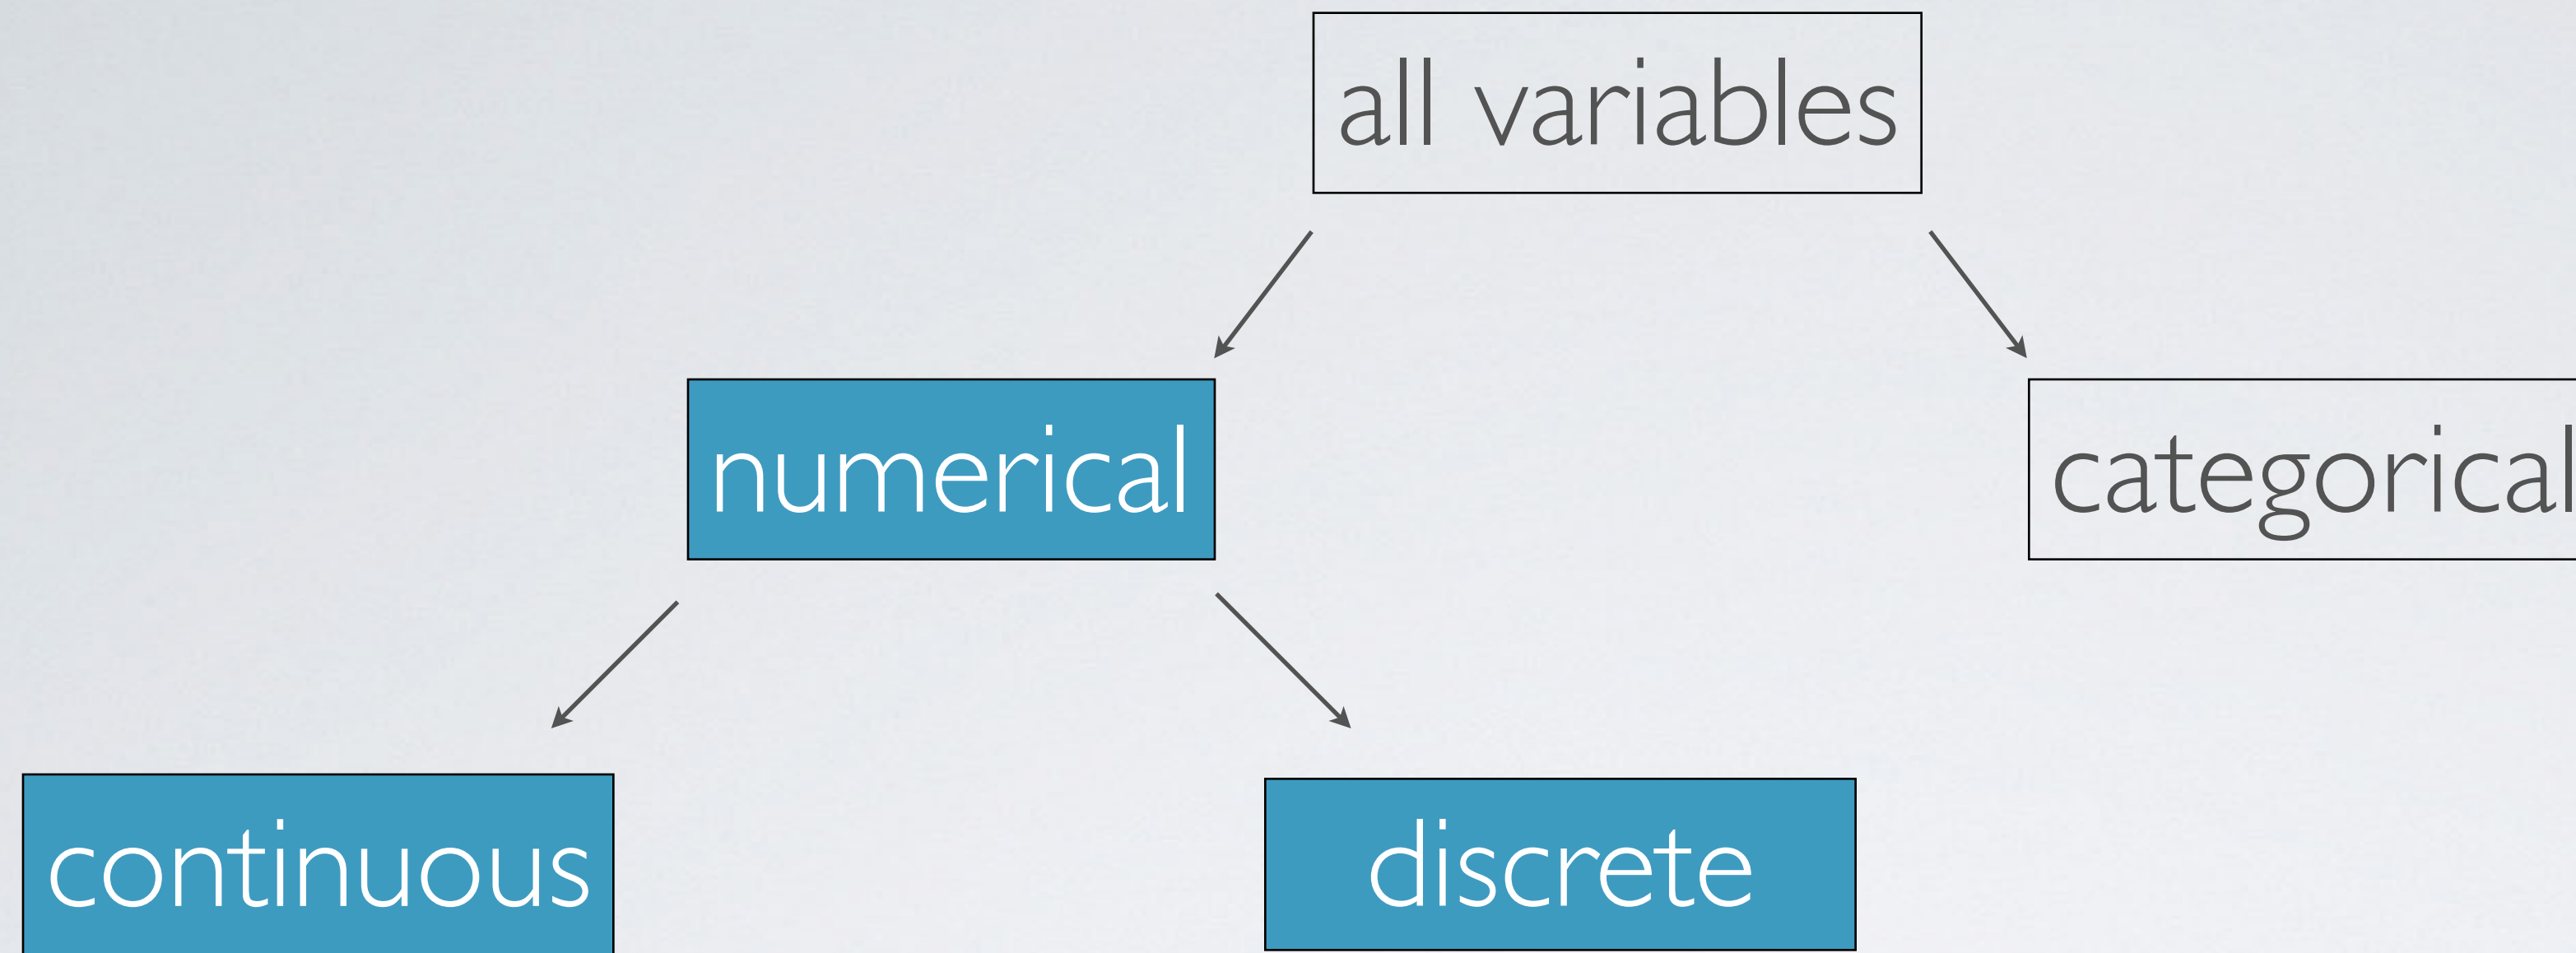 all variables
numerical
categorical
continuous
discrete